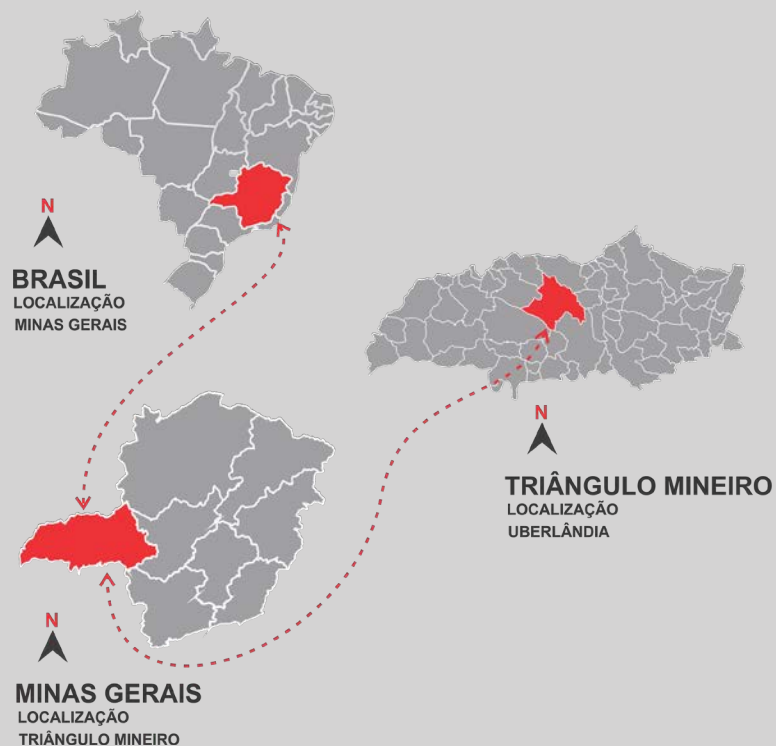 N
BRASIL
LOCALIZAÇÃO
MINAS GERAIS
N
TRIÂNGULO MINEIRO
LOCALIZAÇÃO
UBERLÂNDIA
N
MINAS GERAIS
LOCALIZAÇÃO
TRIÂNGULO MINEIRO